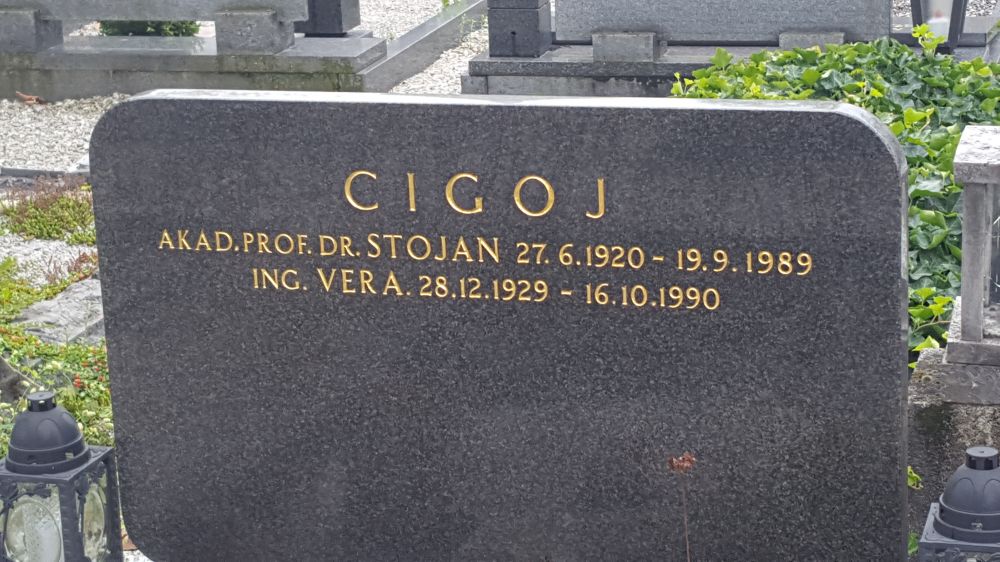 CIGOJ
AKAD. PROF. DR. STOJAN 27. 6. 1920 - 19. 9. 1989
ING. VERA. 28.12.1929 - 16.10.1990